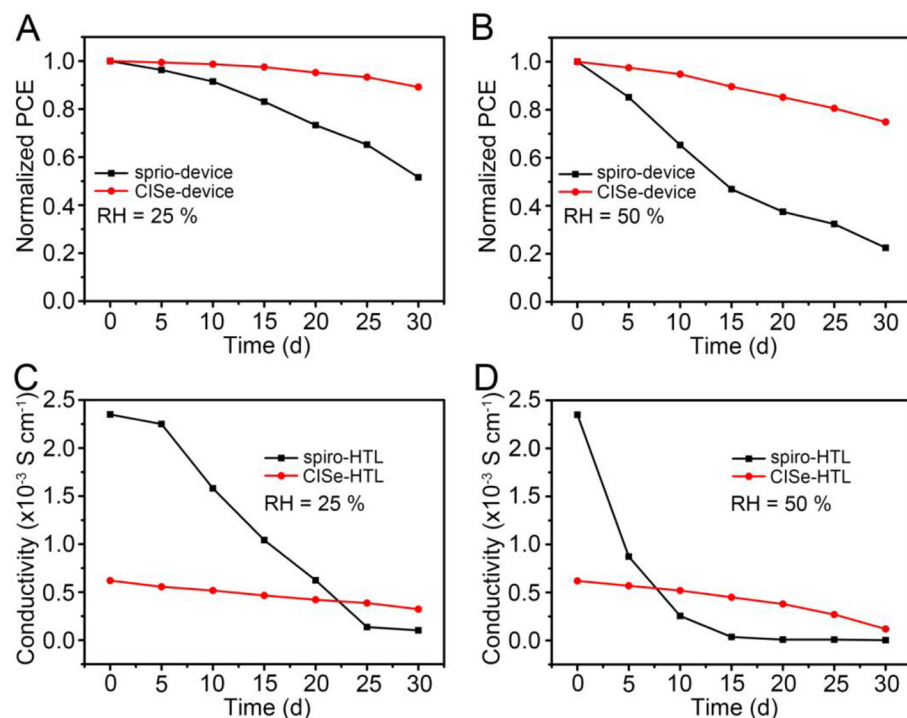 A
Normalized PCE
1.0
0.8
0.6
0.4
0.2
0.0
sprio-device
CISe-device
RH = 25 %
0 5 10 15 20 25 30
Time (d)
B
Normalized PCE
1.0
0.8
0.6
0.4
0.2
0.0
spiro-device
CISe-device
RH = 50 %
0 5 10 15 20 25 30
Time (d)
C
Conductivity (x10⁻³ S cm⁻¹)
2.5
2.0
1.5
1.0
0.5
0.0
spiro-HTL
CISe-HTL
RH = 25 %
0 5 10 15 20 25 30
Time (d)
D
Conductivity (x10⁻³ S cm⁻¹)
2.5
2.0
1.5
1.0
0.5
0.0
spiro-HTL
CISe-HTL
RH = 50 %
0 5 10 15 20 25 30
Time (d)